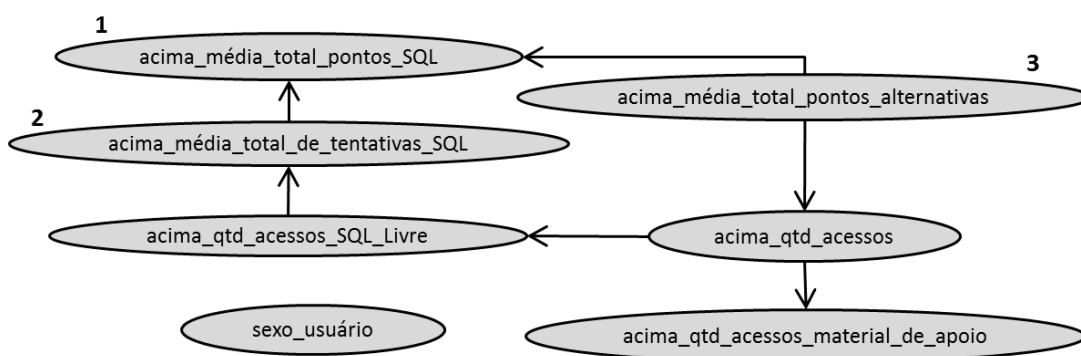 1
acima_média_total_pontos_SQL
3
acima_média_total_pontos_alternativas
2
acima_média_total_de_tentativas_SQL
acima_qtd_acessos_SQL_Livre
acima_qtd_acessos
sexo_usuário
acima_qtd_acessos_material_de_apoio